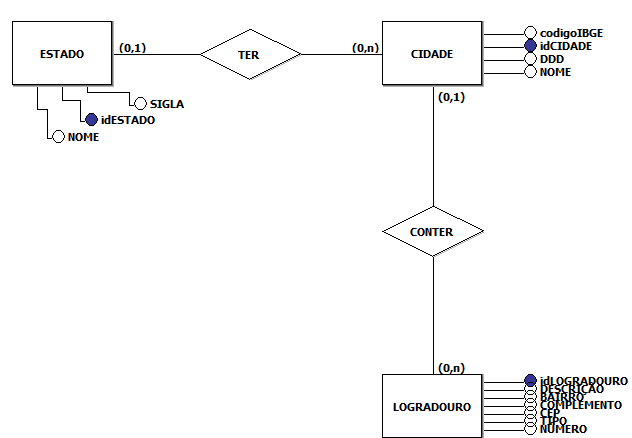 codigoIBGE
ESTADO (0,1) TER (0,n) CIDADE idCIDADE
DDD
NOME
SIGLA
(0,1)
idESTADO
NOME
CONTER
(0,n)
idLOGRADOURO
DESCRICAO
BAIRRO
LOGRADOURO COMPLEMENTO
CEP
TIPO
NUMERO